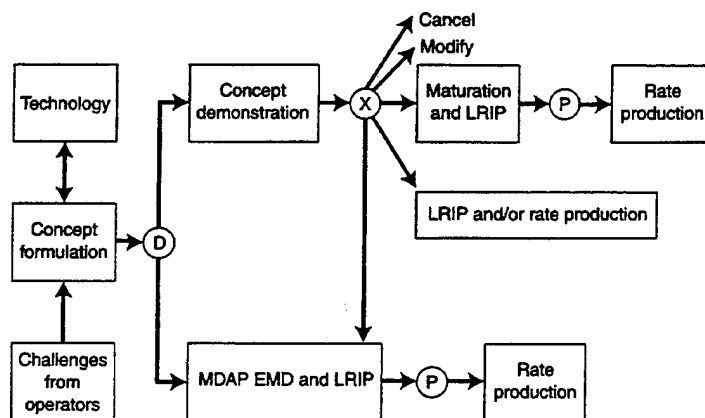 Cancel
Modify
Technology
Concept
demonstration
X
Maturation
and LRIP
P
Rate
production
LRIP and/or rate production
Concept
formulation
D
Challenges
from
operators
MDAP EMD and LRIP
P
Rate
production